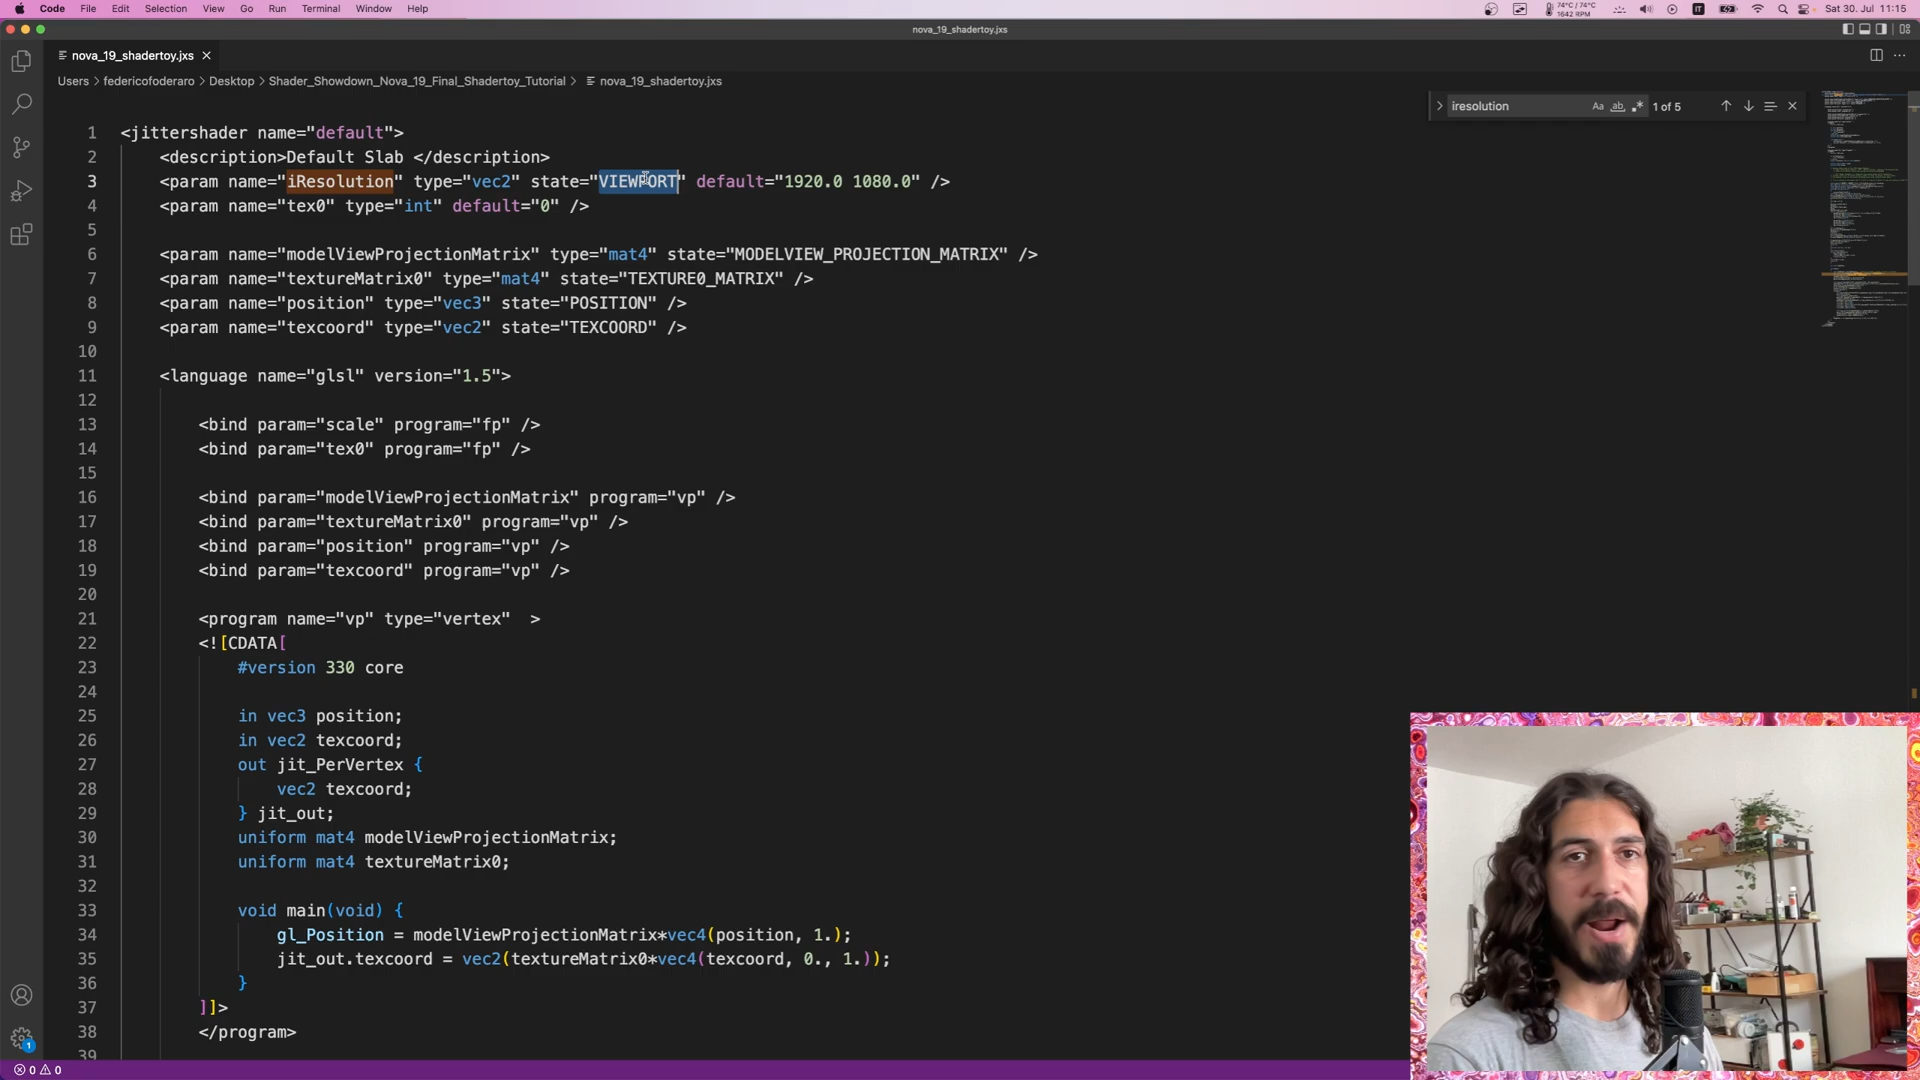 Code File Edit Selection View Go Run Terminal Window Help
74°C / 74°C
1642 RPM
Sat 30. Jul 11:15
nova_19_shadertoy.jxs
nova_19_shadertoy.jxs
Users > federicofoderaro > Desktop > Shader_Showdown_Nova_19_Final_Shadertoy_Tutorial > nova_19_shadertoy.jxs
iresolution Aa ab 1 of 5
1 <jittershader name="default">
2 <description>Default Slab </description>
3 <param name="iResolution" type="vec2" state="VIEWPORT" default="1920.0 1080.0" />
4 <param name="tex0" type="int" default="0" />
5
6 <param name="modelViewProjectionMatrix" type="mat4" state="MODELVIEW_PROJECTION_MATRIX" />
7 <param name="textureMatrix0" type="mat4" state="TEXTURE0_MATRIX" />
8 <param name="position" type="vec3" state="POSITION" />
9 <param name="texcoord" type="vec2" state="TEXCOORD" />
10
11 <language name="glsl" version="1.5">
12
13 <bind param="scale" program="fp" />
14 <bind param="tex0" program="fp" />
15
16 <bind param="modelViewProjectionMatrix" program="vp" />
17 <bind param="textureMatrix0" program="vp" />
18 <bind param="position" program="vp" />
19 <bind param="texcoord" program="vp" />
20
21 <program name="vp" type="vertex"  >
22 <![CDATA[
23 #version 330 core
24
25 in vec3 position;
26 in vec2 texcoord;
27 out jit_PerVertex {
28 vec2 texcoord;
29 } jit_out;
30 uniform mat4 modelViewProjectionMatrix;
31 uniform mat4 textureMatrix0;
32
33 void main(void) {
34 gl_Position = modelViewProjectionMatrix*vec4(position, 1.);
35 jit_out.texcoord = vec2(textureMatrix0*vec4(texcoord, 0., 1.));
36 }
37 ]]>
38 </program>
39
1
0 0